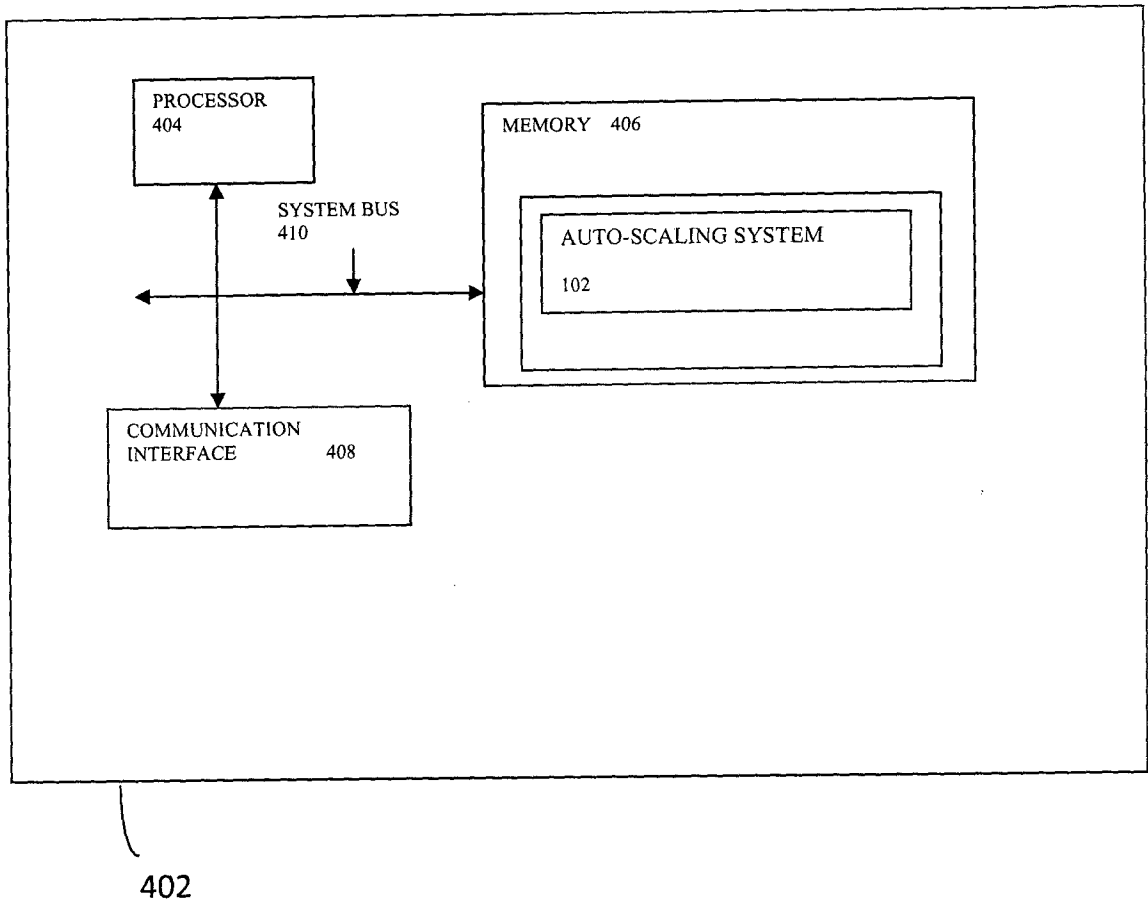 PROCESSOR
404
MEMORY 406
SYSTEM BUS
410
AUTO-SCALING SYSTEM
102
COMMUNICATION
INTERFACE 408
402